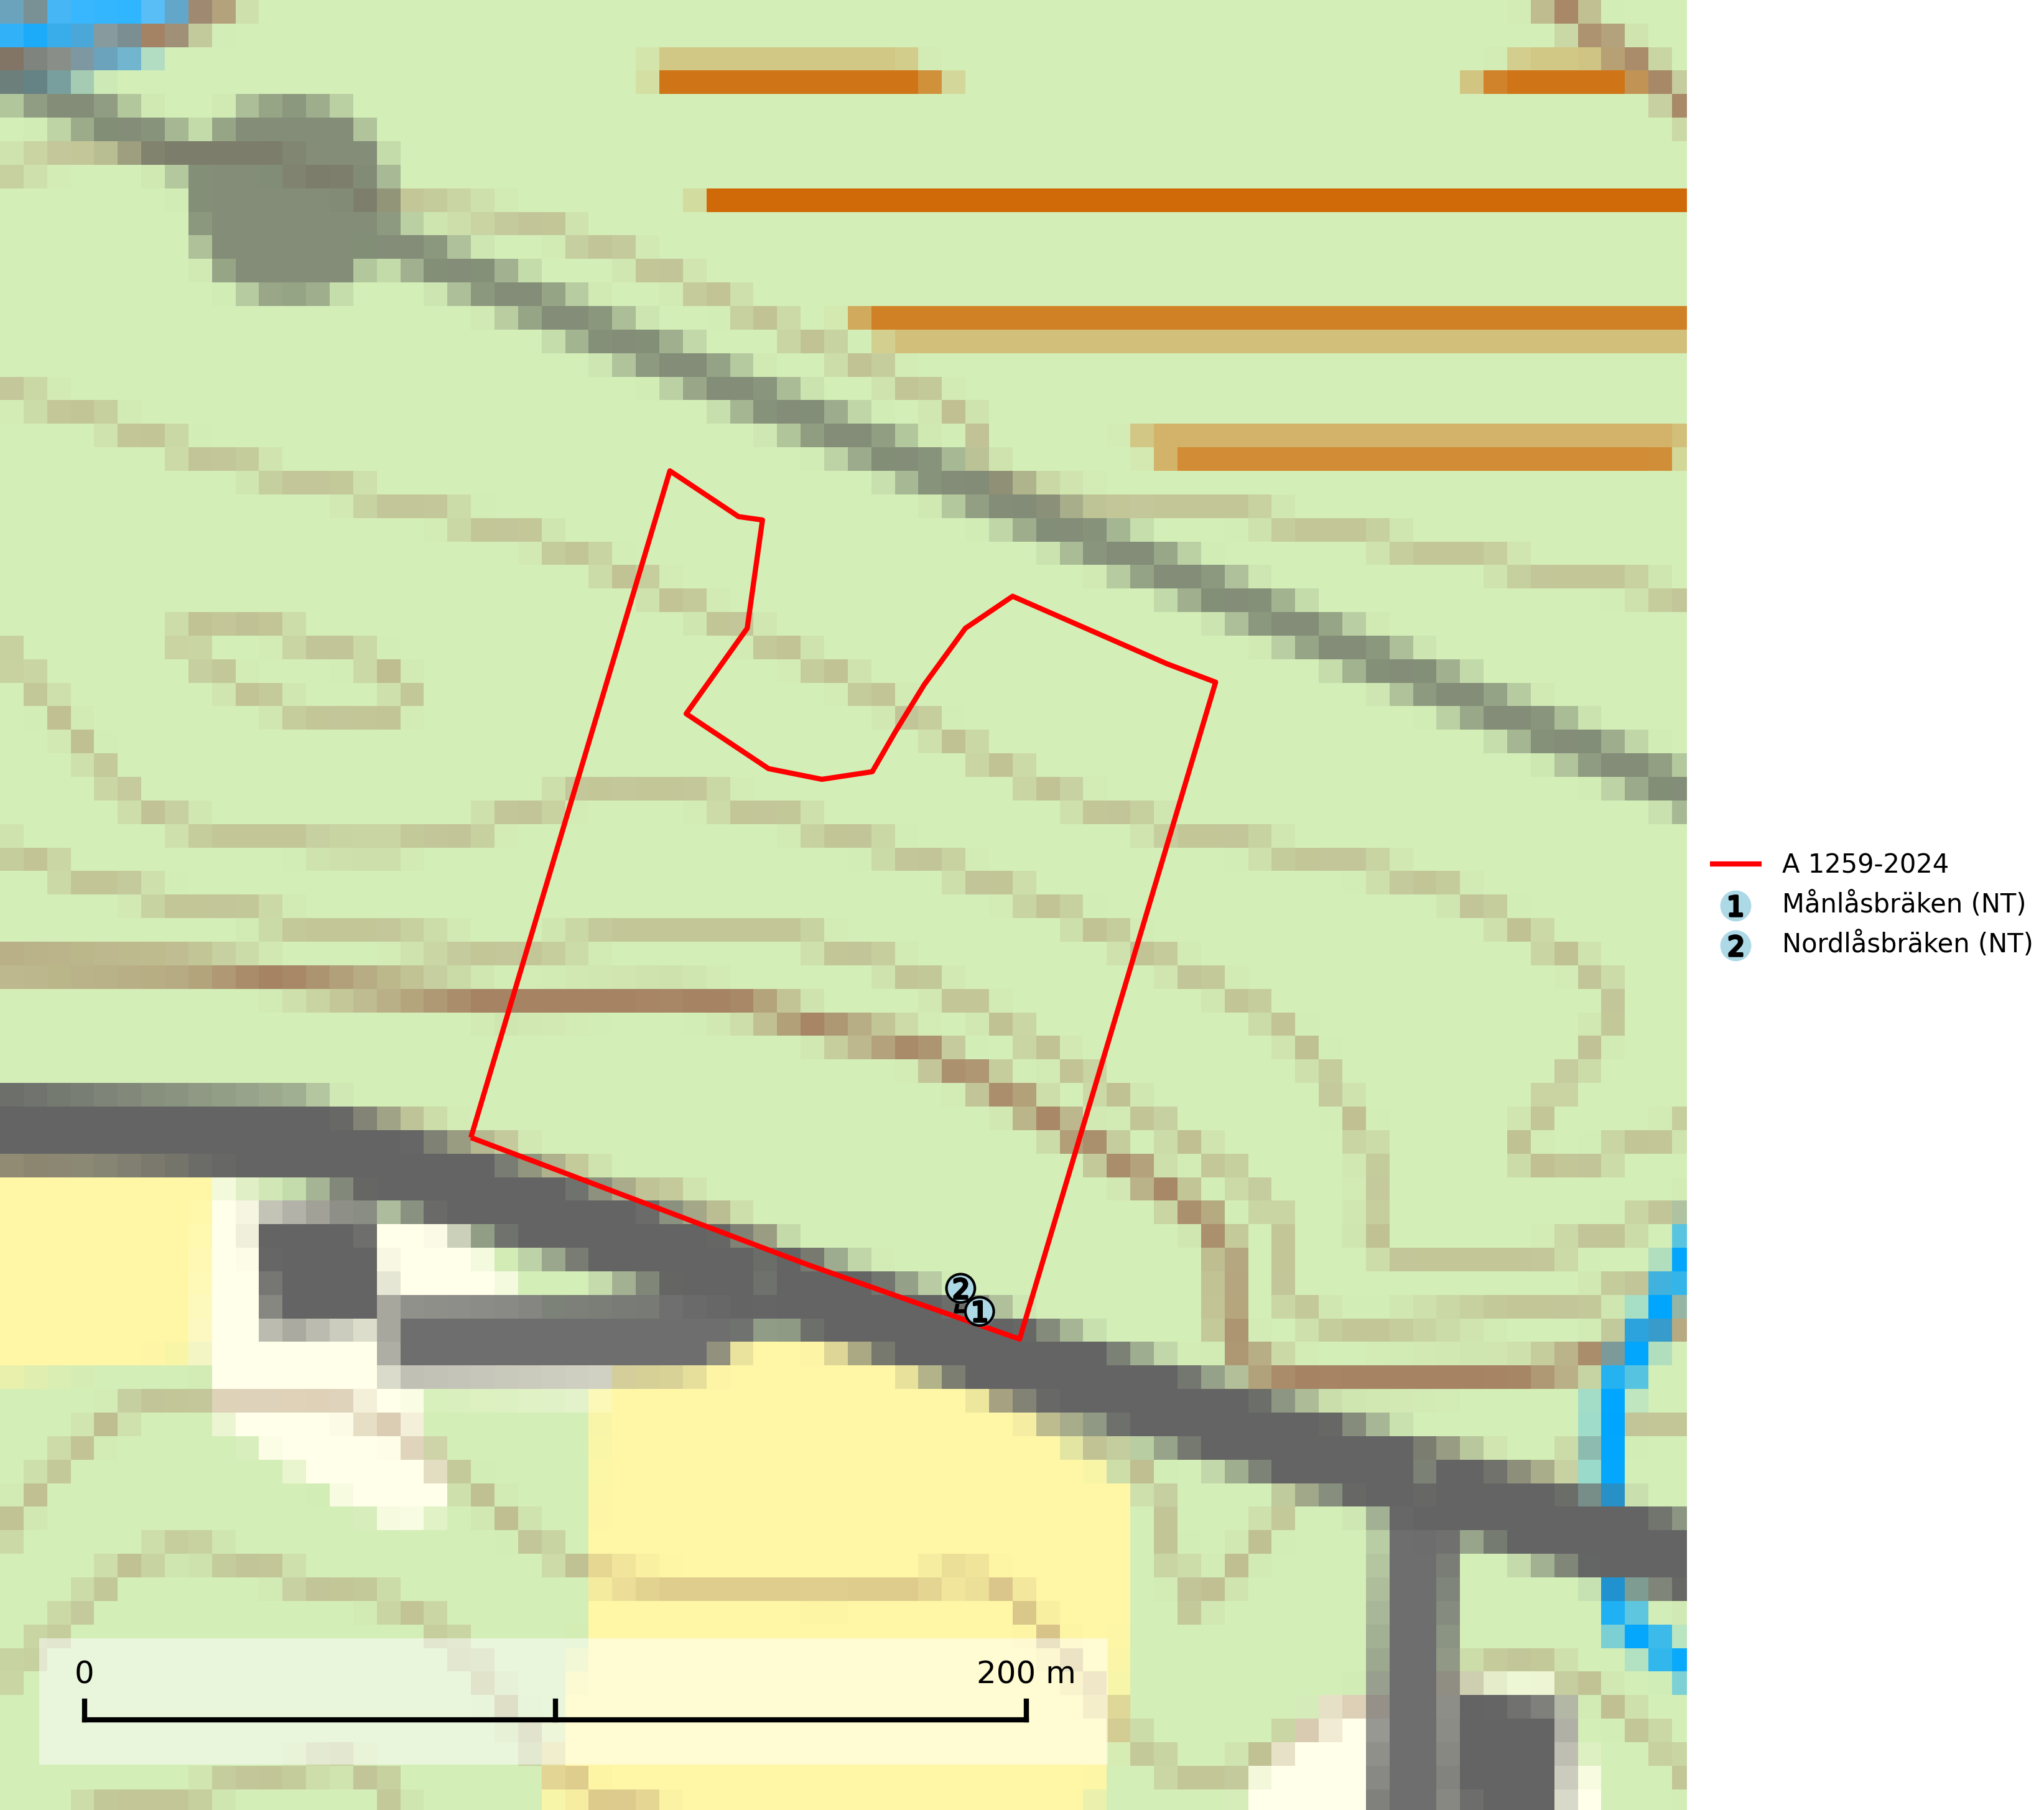 2
1
A 1259-2024
1 Månlåsbräken (NT)
2 Nordlåsbräken (NT)
0 200 m